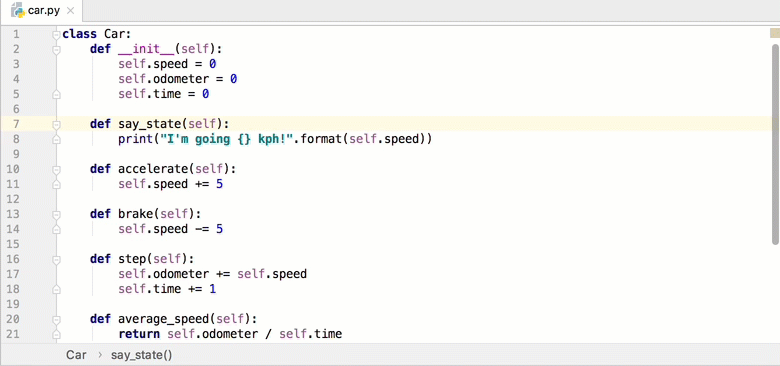 car.py
1 class Car:
2     def __init__(self):
3         self.speed = 0
4         self.odometer = 0
5         self.time = 0
6
7     def say_state(self):
8         print("I'm going {} kph!".format(self.speed))
9
10     def accelerate(self):
11         self.speed += 5
12
13     def brake(self):
14         self.speed -= 5
15
16     def step(self):
17         self.odometer += self.speed
18         self.time += 1
19
20     def average_speed(self):
21         return self.odometer / self.time
Car › say_state()